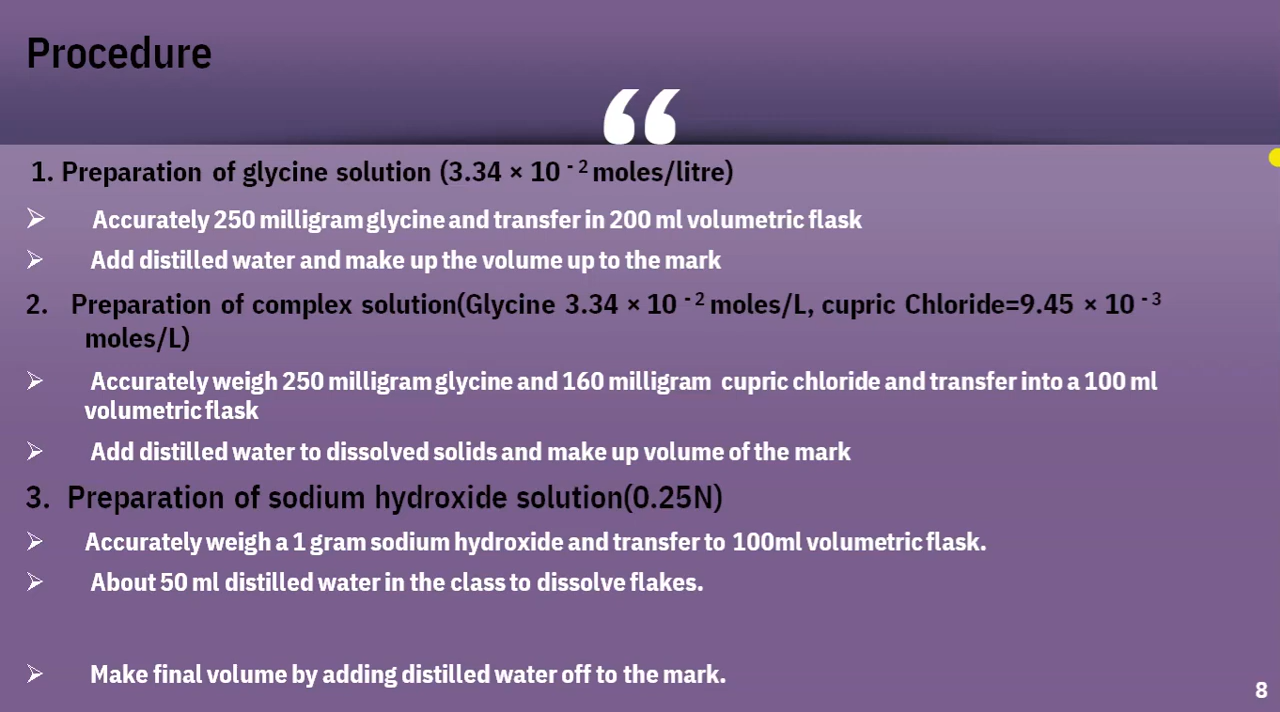 Procedure
“
1. Preparation of glycine solution (3.34 × 10 ⁻ ² moles/litre)
➢ Accurately 250 milligram glycine and transfer in 200 ml volumetric flask
➢ Add distilled water and make up the volume up to the mark
2. Preparation of complex solution(Glycine 3.34 × 10 ⁻ ² moles/L, cupric Chloride=9.45 × 10 ⁻ ³
moles/L)
➢ Accurately weigh 250 milligram glycine and 160 milligram cupric chloride and transfer into a 100 ml
volumetric flask
➢ Add distilled water to dissolved solids and make up volume of the mark
3. Preparation of sodium hydroxide solution(0.25N)
➢ Accurately weigh a 1 gram sodium hydroxide and transfer to 100ml volumetric flask.
➢ About 50 ml distilled water in the class to dissolve flakes.
➢ Make final volume by adding distilled water off to the mark.
8